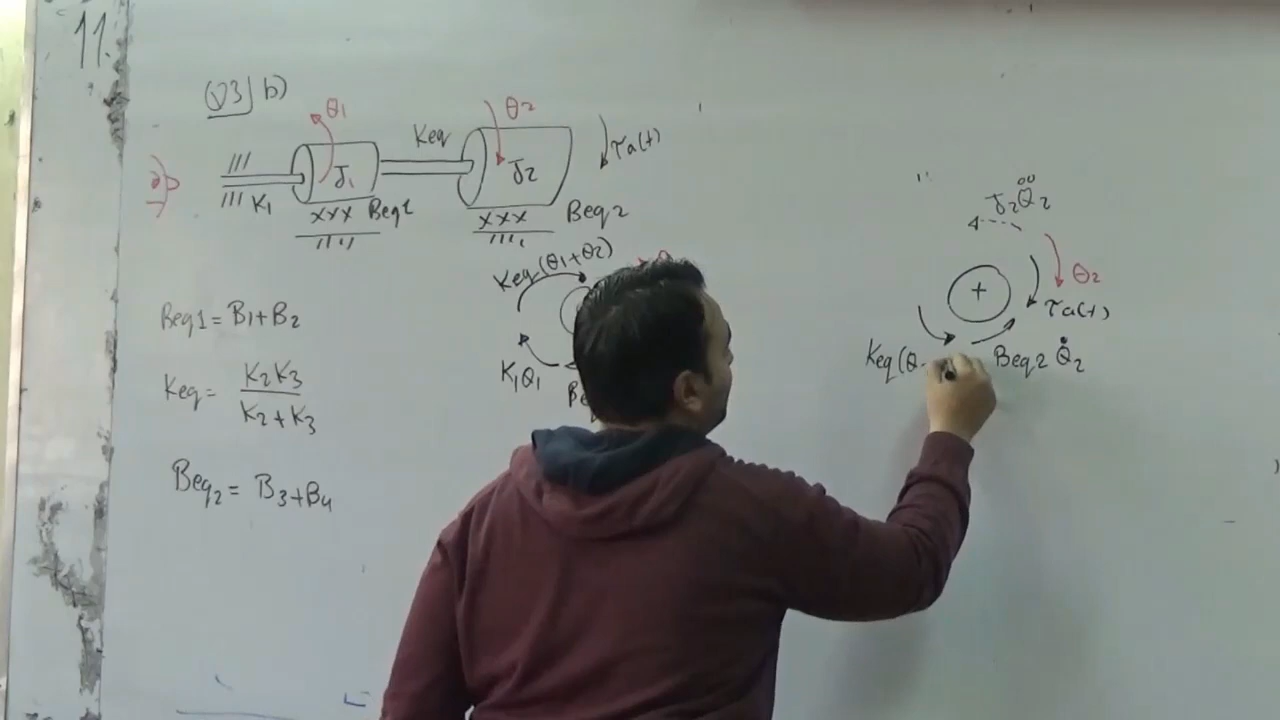 11.
Q3) b)
θ1
Keq
θ2
τa(t)
J1
J2
K1
xxx Beq1
xxx Beq2
Keq(θ1+θ2)
K1θ1
Beq1 = B1+B2
Keq = K2K3 / K2+K3
Beq2 = B3+B4
J2θ̈2
θ2
+
τa(t)
Keq(θ
Beq2 θ̇2